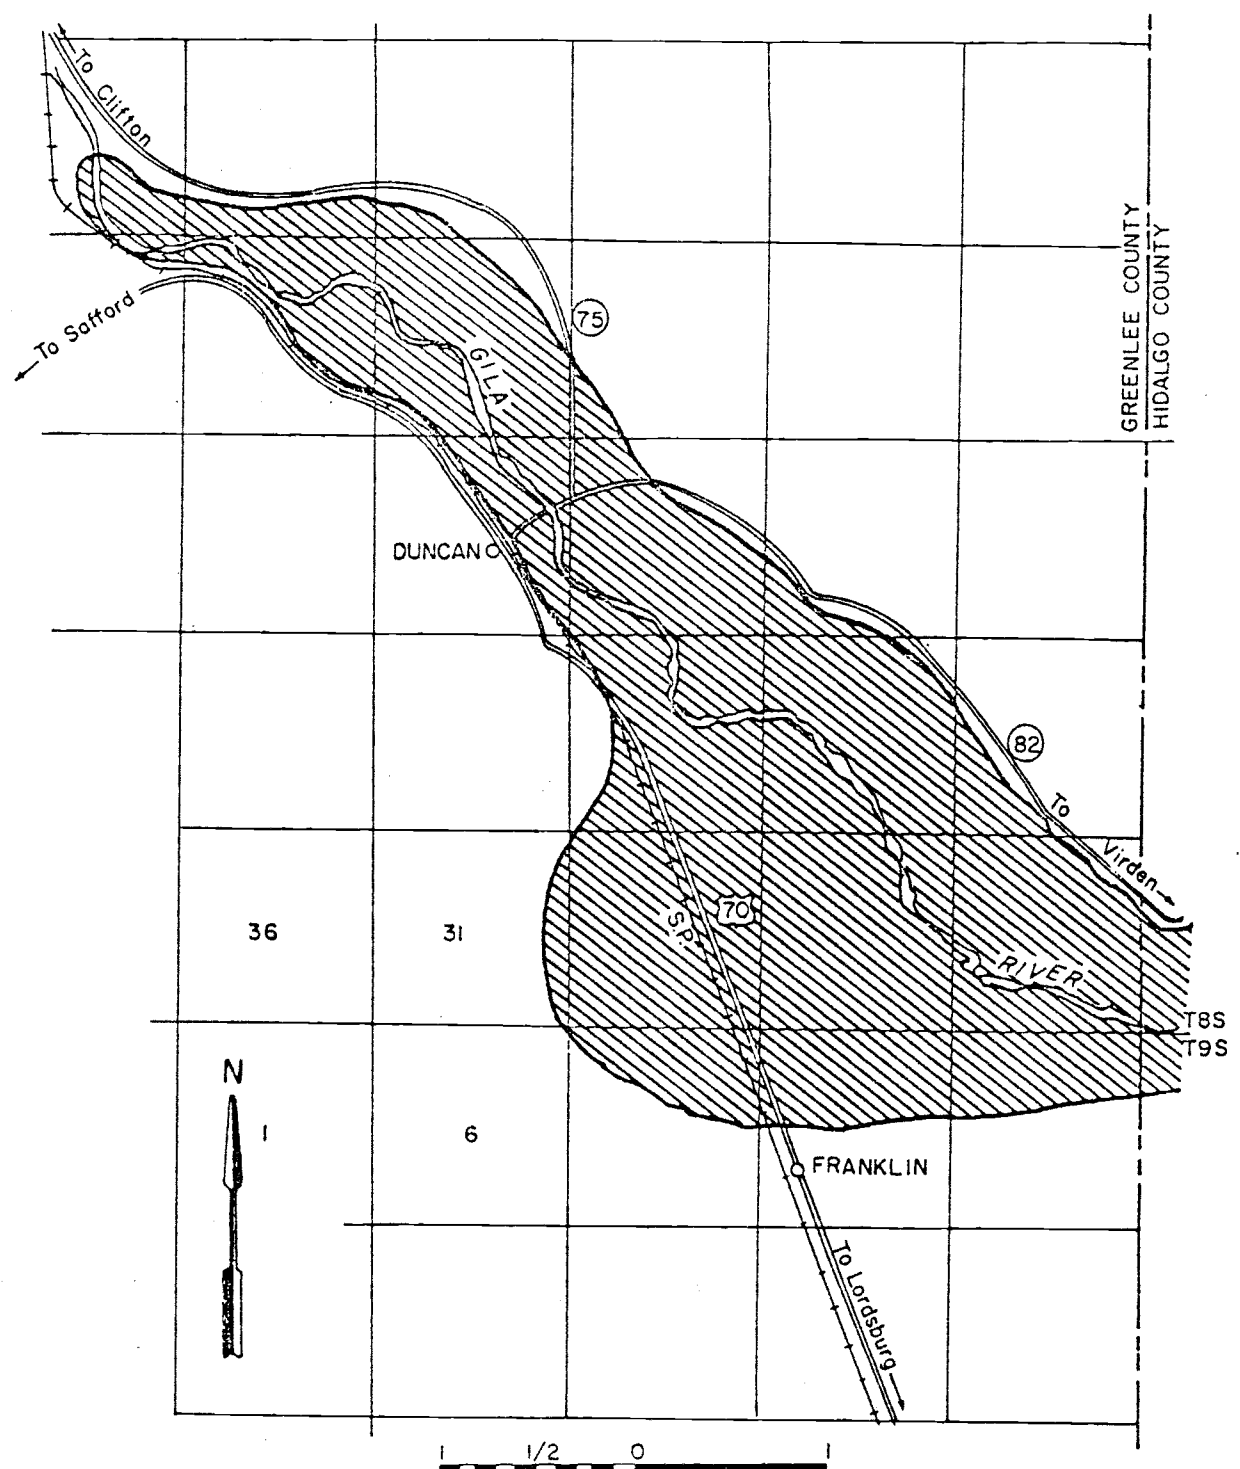 To Clifton
To Safford
75
GILA
GREENLEE COUNTY
HIDALGO COUNTY
DUNCAN
82
To Virden
36
31
70
S.P.
RIVER
T8S
T9S
N
1
6
FRANKLIN
To Lordsburg
1 1/2 0 1